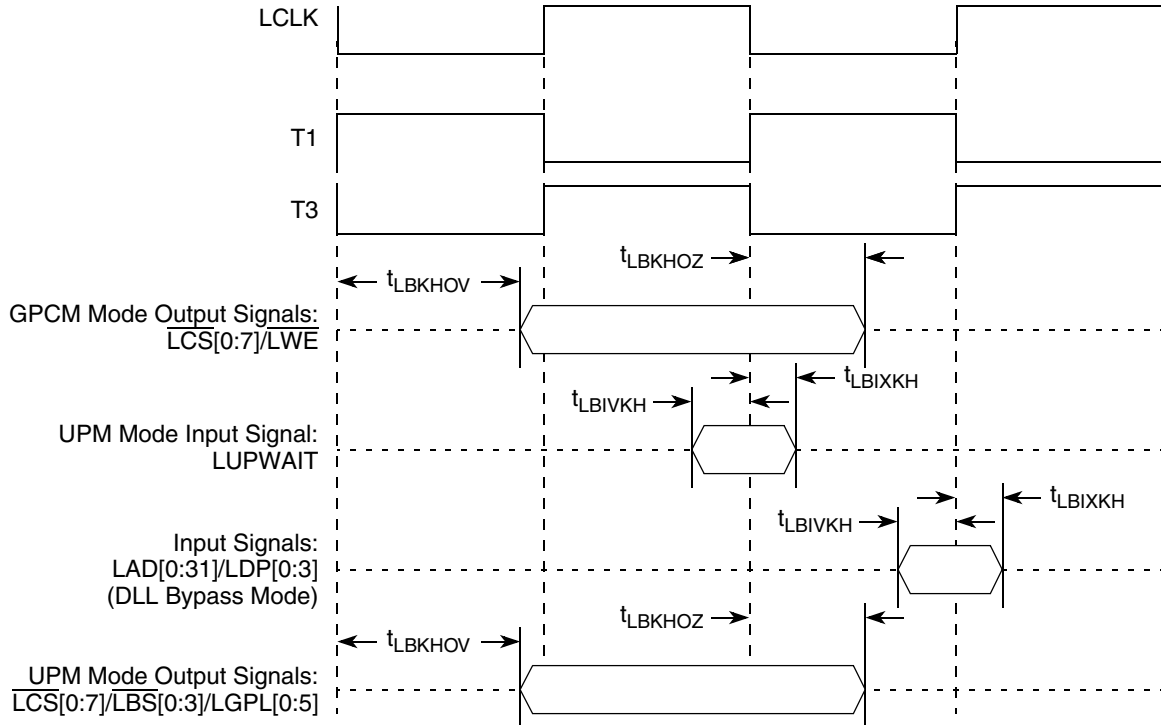 LCLK
T1
T3
tLBKHOZ
tLBKHOV
GPCM Mode Output Signals:
LCS[0:7]/LWE
tLBIXKH
tLBIVKH
UPM Mode Input Signal:
LUPWAIT
tLBIXKH
tLBIVKH
Input Signals:
LAD[0:31]/LDP[0:3]
(DLL Bypass Mode)
tLBKHOZ
tLBKHOV
UPM Mode Output Signals:
LCS[0:7]/LBS[0:3]/LGPL[0:5]